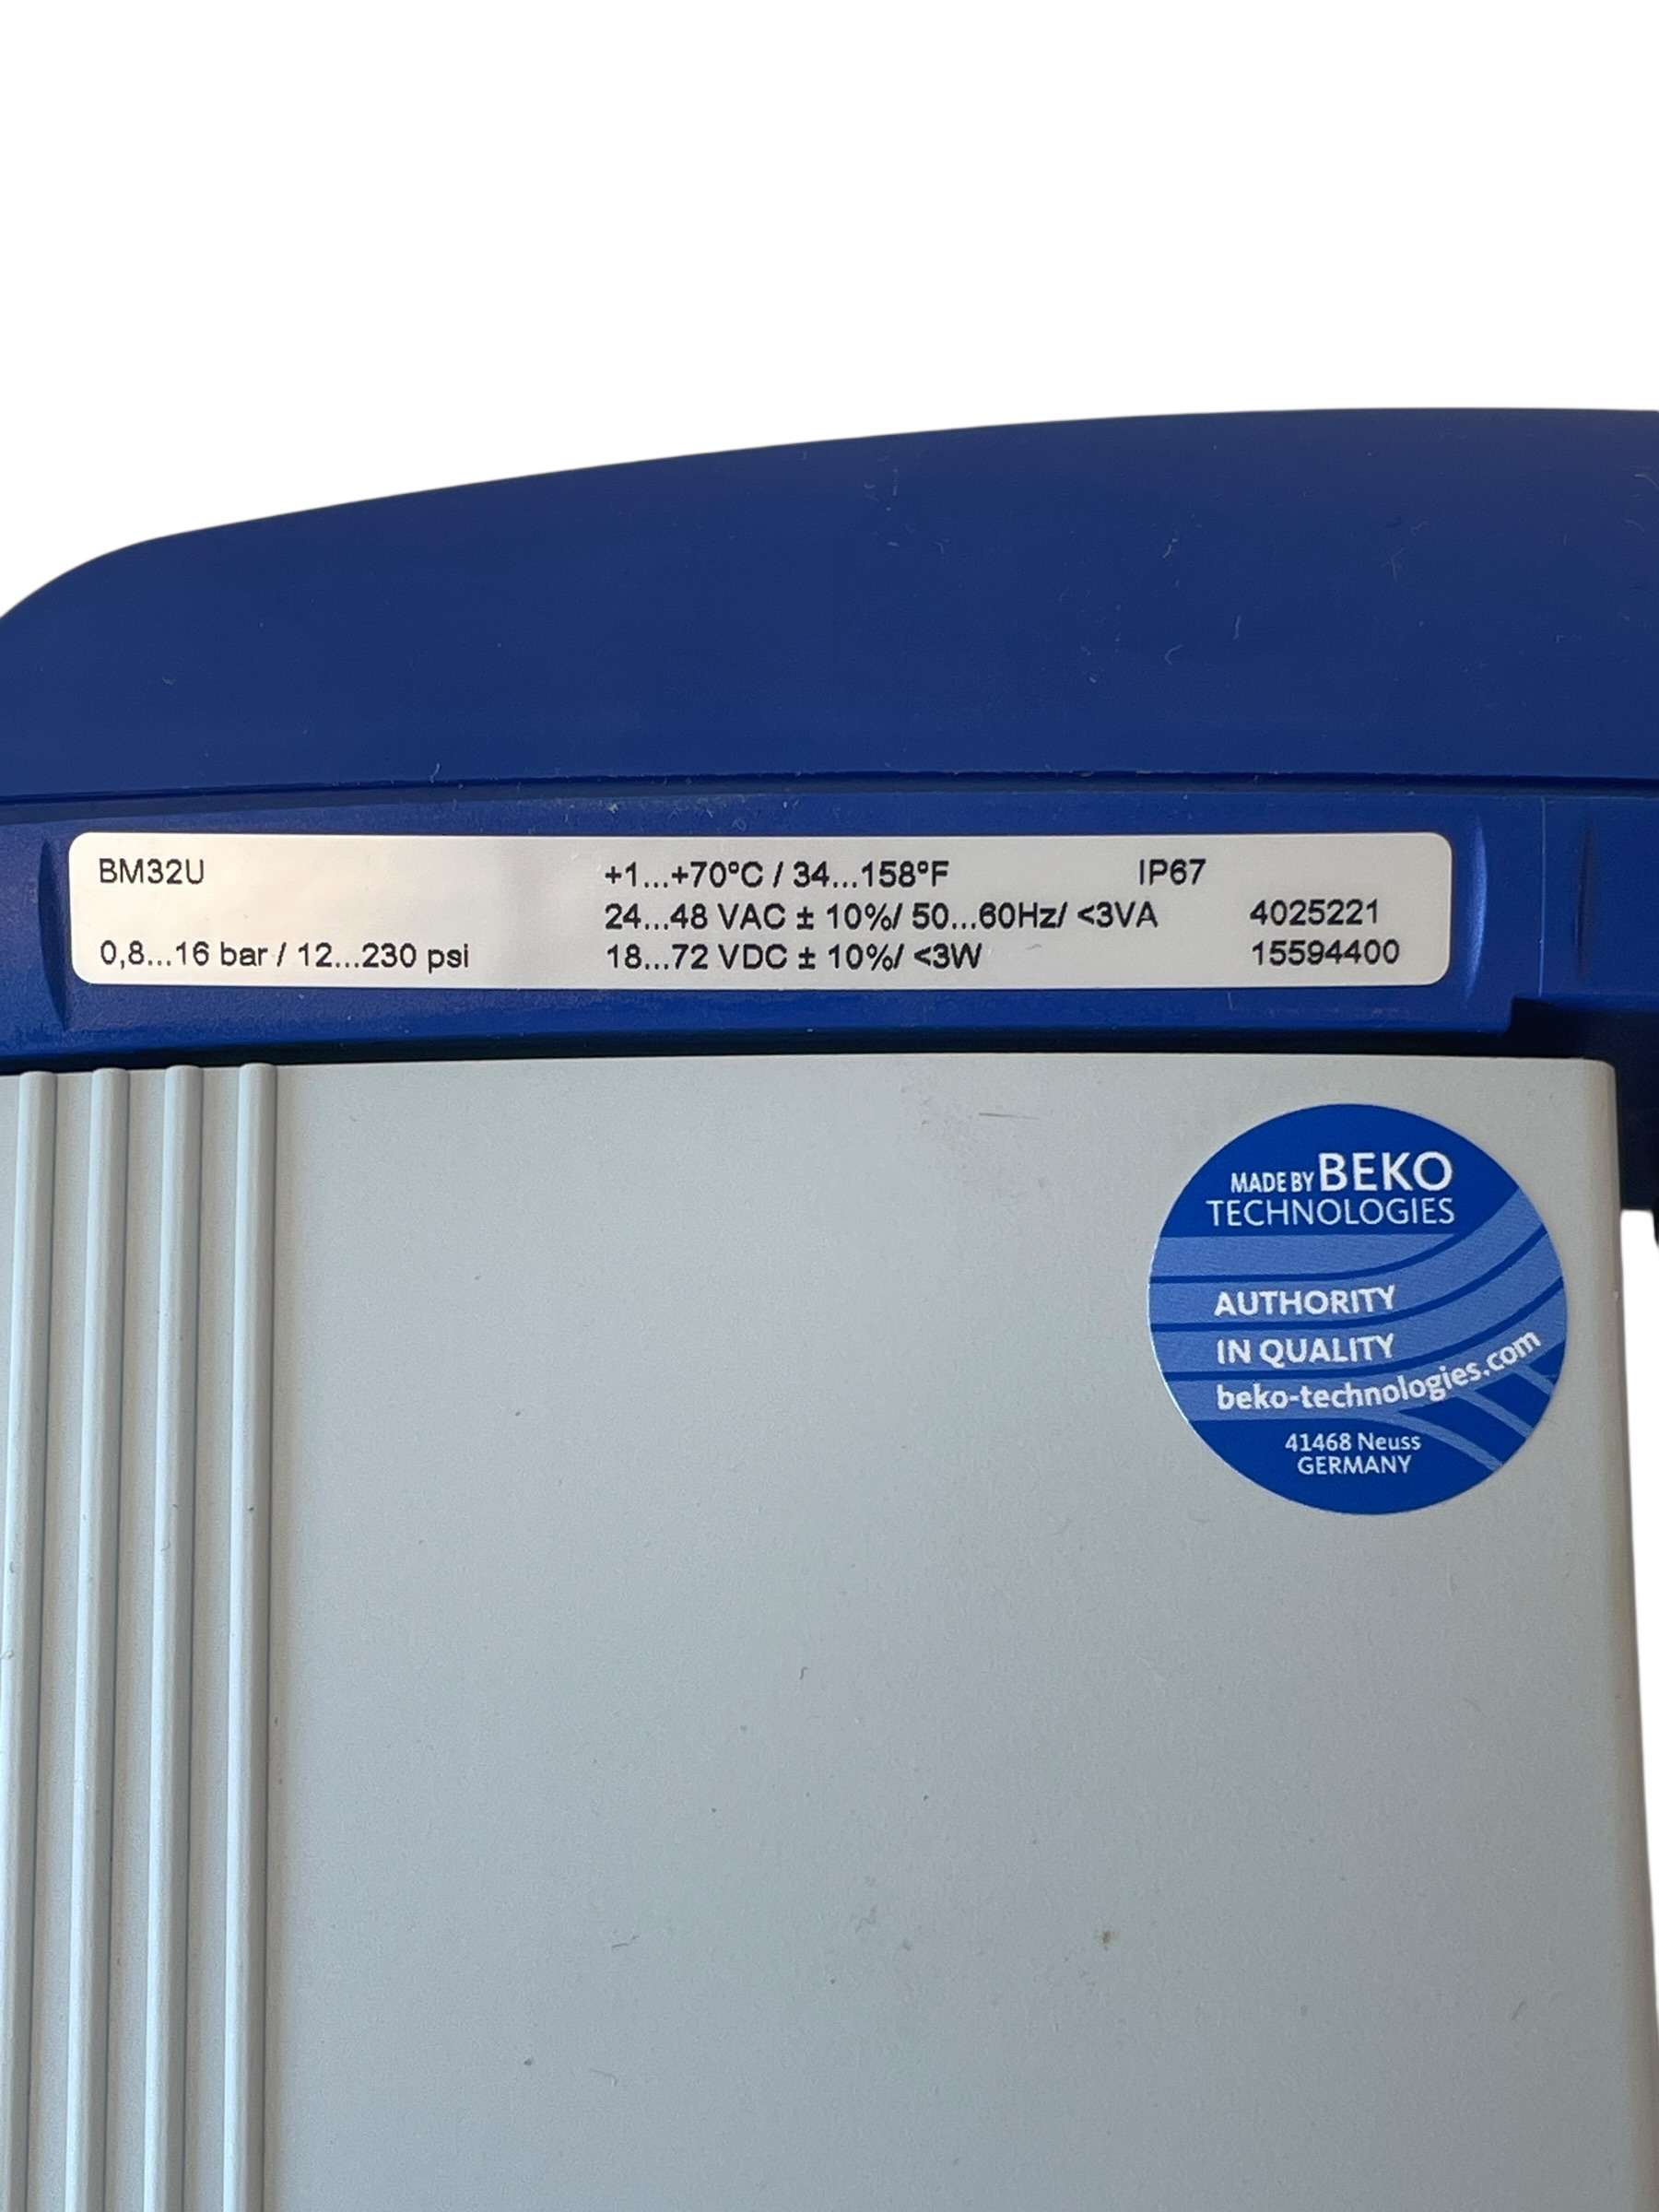 BM32U +1...+70°C / 34...158°F IP67
24...48 VAC ± 10%/ 50...60Hz/ <3VA 4025221
0,8...16 bar / 12...230 psi 18...72 VDC ± 10%/ <3W 15594400
MADE BY BEKO
TECHNOLOGIES
AUTHORITY
IN QUALITY
beko-technologies.com
41468 Neuss
GERMANY